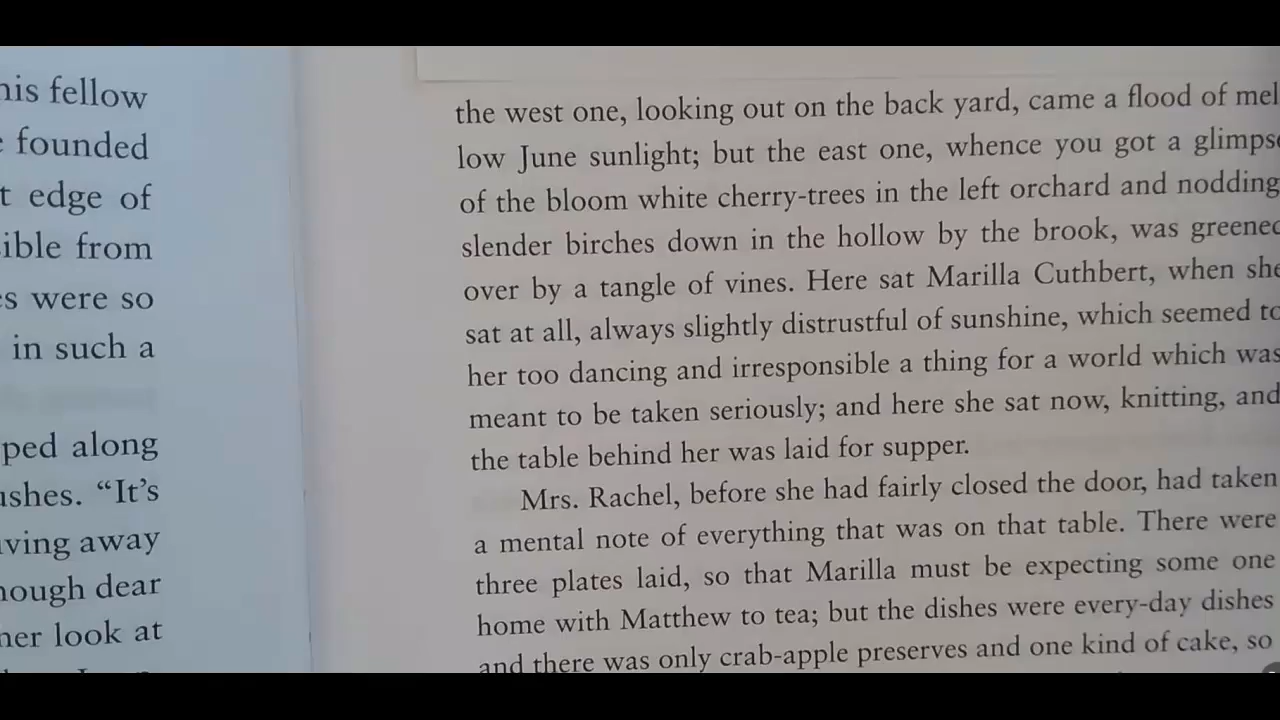 his fellow
founded
t edge of
ible from
s were so
in such a
ped along
ushes. “It’s
ving away
nough dear
her look at
the west one, looking out on the back yard, came a flood of mel
low June sunlight; but the east one, whence you got a glimpse
of the bloom white cherry-trees in the left orchard and nodding,
slender birches down in the hollow by the brook, was greened
over by a tangle of vines. Here sat Marilla Cuthbert, when she
sat at all, always slightly distrustful of sunshine, which seemed to
her too dancing and irresponsible a thing for a world which was
meant to be taken seriously; and here she sat now, knitting, and
the table behind her was laid for supper.
Mrs. Rachel, before she had fairly closed the door, had taken
a mental note of everything that was on that table. There were
three plates laid, so that Marilla must be expecting some one
home with Matthew to tea; but the dishes were every-day dishes
and there was only crab-apple preserves and one kind of cake, so